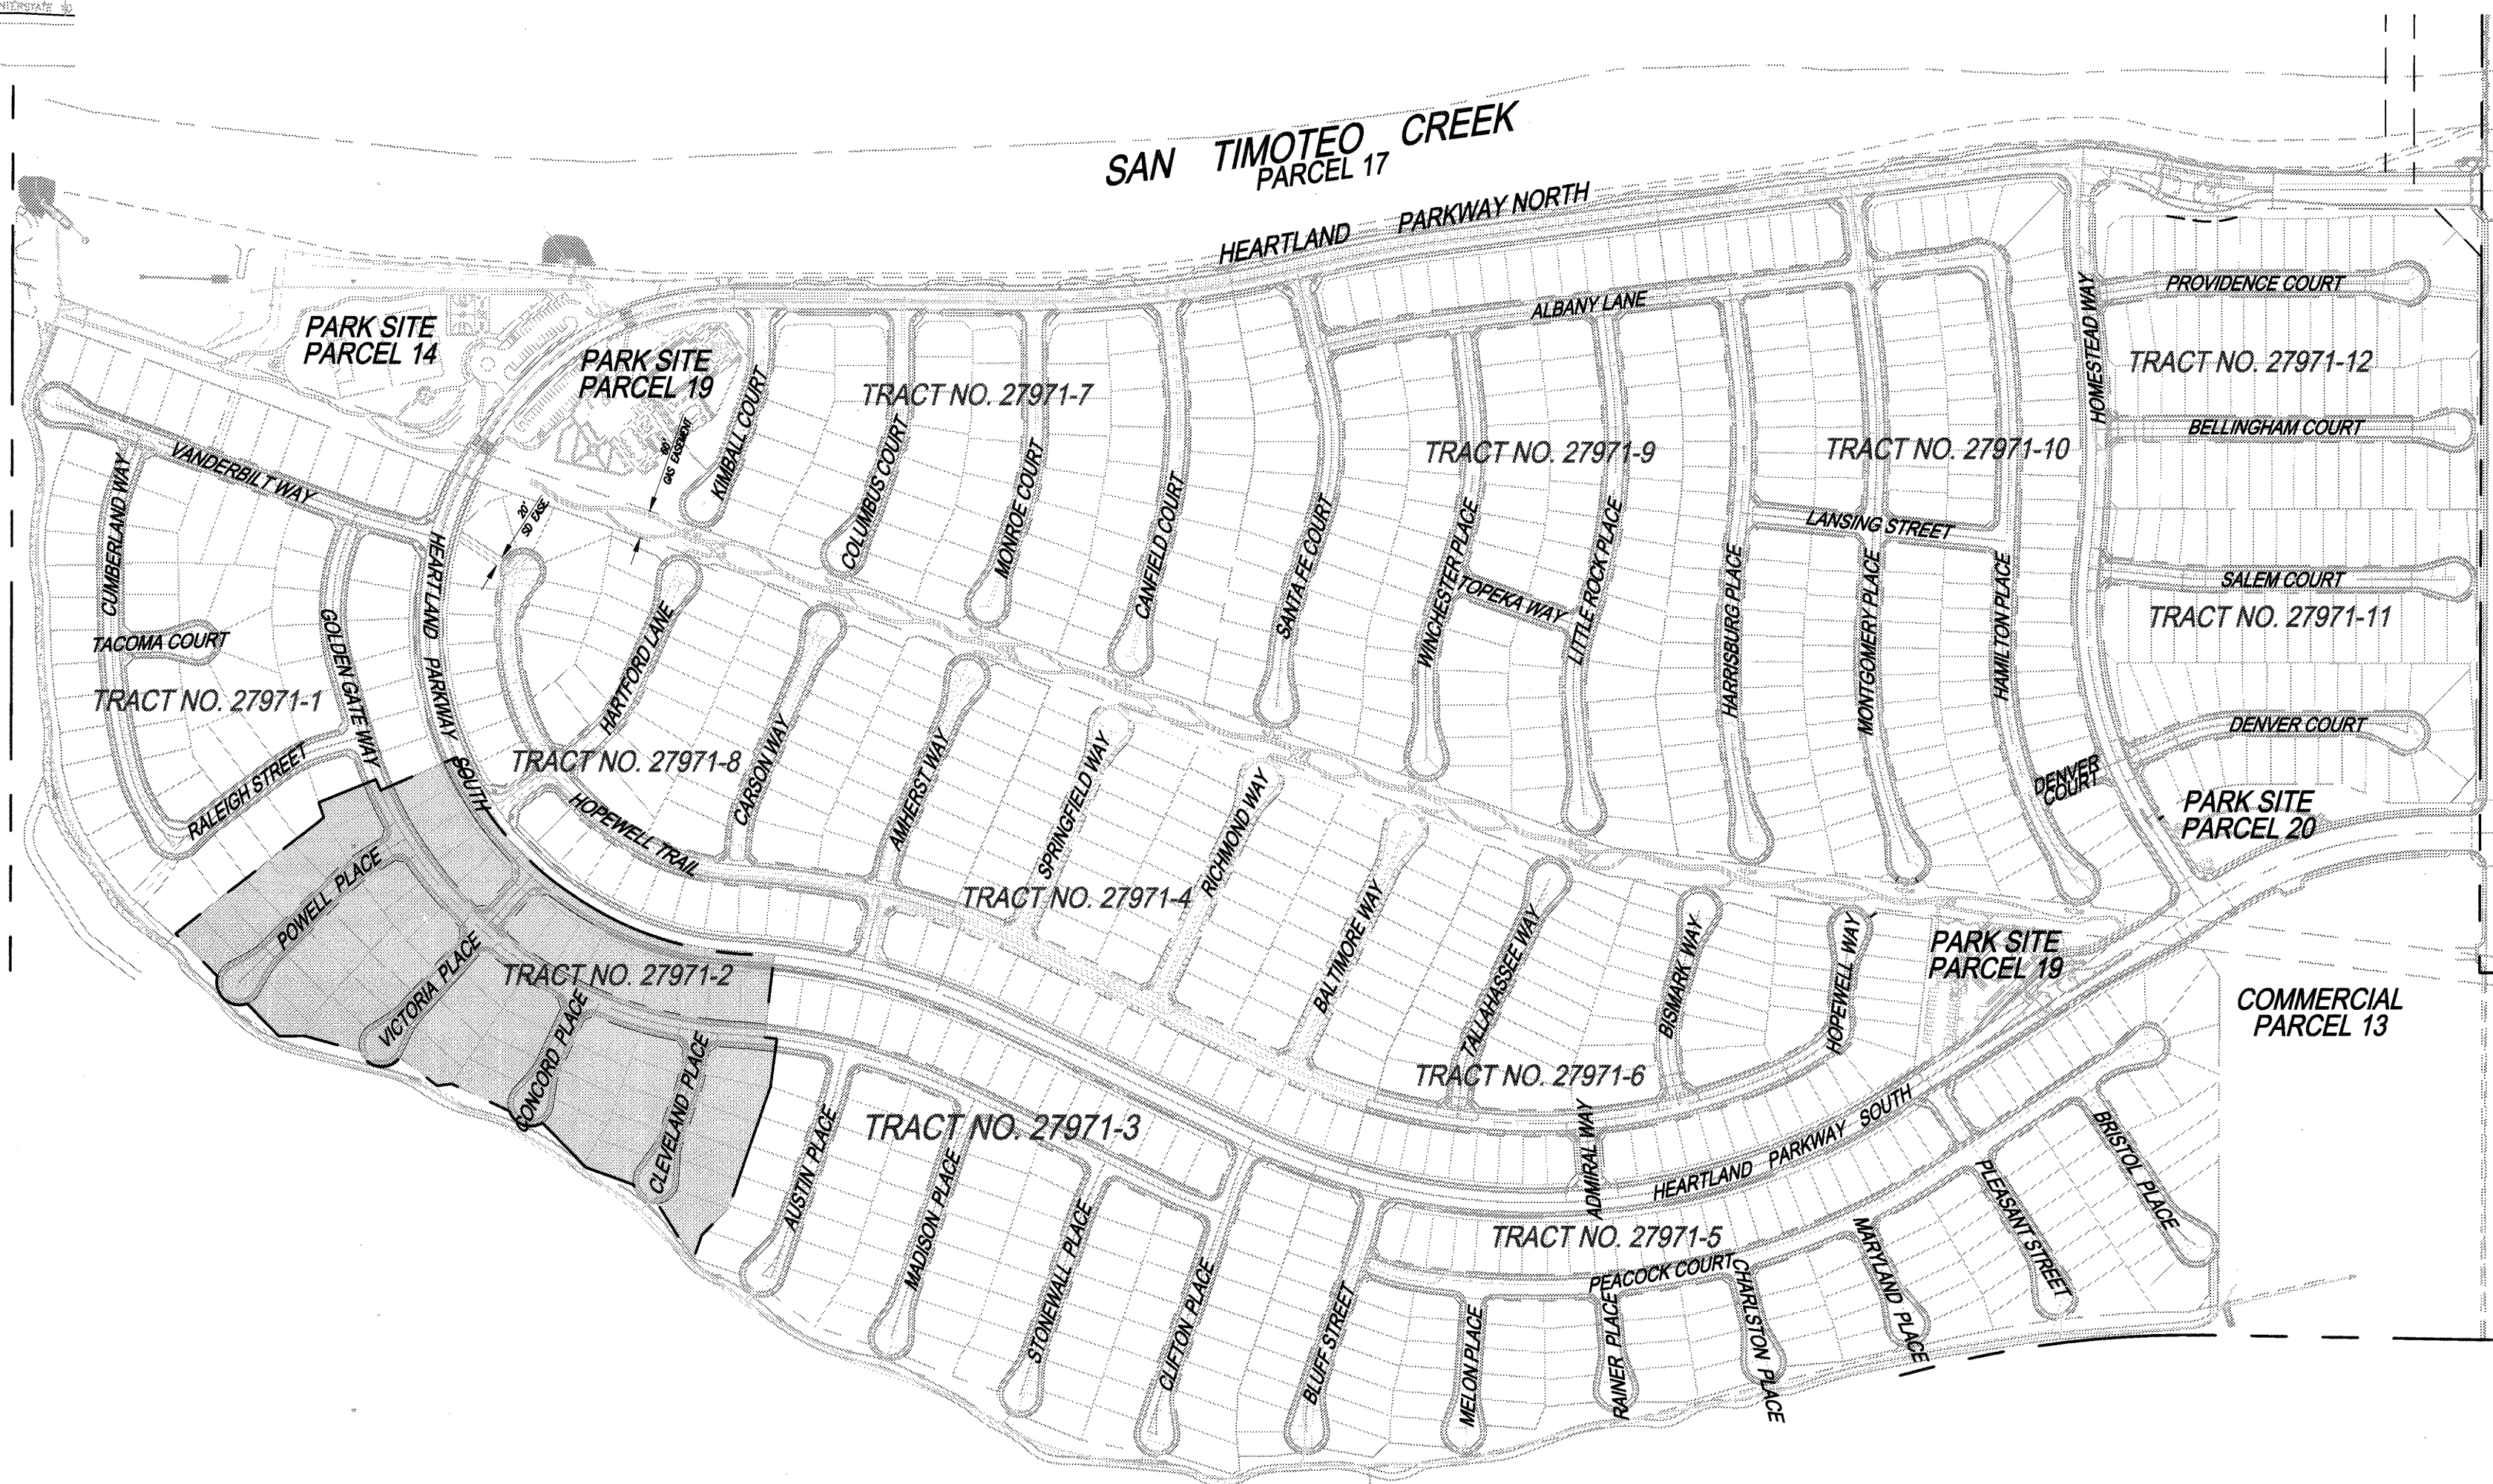 INTERSTATE 10
SAN TIMOTEO CREEK
PARCEL 17
HEARTLAND PARKWAY NORTH
PARK SITE
PARCEL 14
PARK SITE
PARCEL 19
ALBANY LANE
PROVIDENCE COURT
HOMESTEAD WAY
TRACT NO. 27971-12
TRACT NO. 27971-7
KIMBALL COURT
60'
GAS EASEMENT
COLUMBUS COURT
MONROE COURT
CANFIELD COURT
SANTA FE COURT
TRACT NO. 27971-9
TRACT NO. 27971-10
BELLINGHAM COURT
VANDERBILT WAY
CUMBERLAND WAY
20'
SD EASE
HEARTLAND PARKWAY SOUTH
WINCHESTER PLACE
TOPEKA WAY
LITTLE ROCK PLACE
HARRISBURG PLACE
LANSING STREET
MONTGOMERY PLACE
HAMILTON PLACE
SALEM COURT
TRACT NO. 27971-11
TACOMA COURT
GOLDEN GATE WAY
HARTFORD LANE
TRACT NO. 27971-1
RALEIGH STREET
TRACT NO. 27971-8
CARSON WAY
AMHERST WAY
SPRINGFIELD WAY
RICHMOND WAY
DENVER COURT
DENVER
COURT
PARK SITE
PARCEL 20
HOPEWELL TRAIL
POWELL PLACE
TRACT NO. 27971-4
BALTIMORE WAY
TALLAHASSEE WAY
BISMARK WAY
HOPEWELL WAY
PARK SITE
PARCEL 19
VICTORIA PLACE
TRACT NO. 27971-2
CONCORD PLACE
CLEVELAND PLACE
COMMERCIAL
PARCEL 13
TRACT NO. 27971-6
AUSTIN PLACE
TRACT NO. 27971-3
MADISON PLACE
STONEWALL PLACE
CLIFTON PLACE
BLUFF STREET
ADMIRAL WAY
HEARTLAND PARKWAY SOUTH
TRACT NO. 27971-5
PEACOCK COURT
MELON PLACE
RAINER PLACE
CHARLSTON PLACE
MARYLAND PLACE
PLEASANT STREET
BRISTOL PLACE